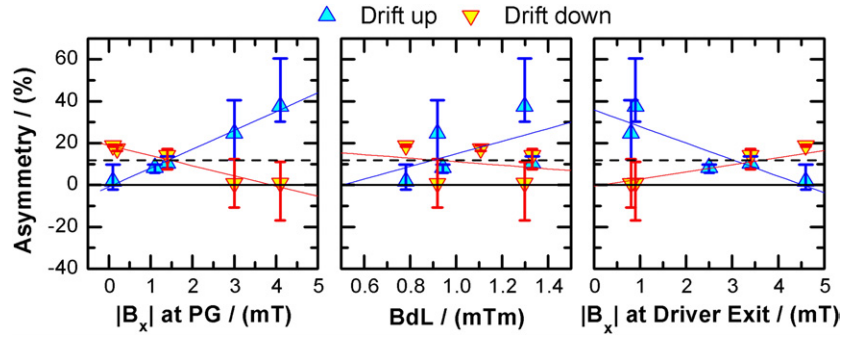 Drift up Drift down
Asymmetry / (%)
60
40
20
0
-20
-40
0 1 2 3 4 5
0.6 0.8 1.0 1.2 1.4
0 1 2 3 4 5
|Bx| at PG / (mT)
BdL / (mTm)
|Bx| at Driver Exit / (mT)